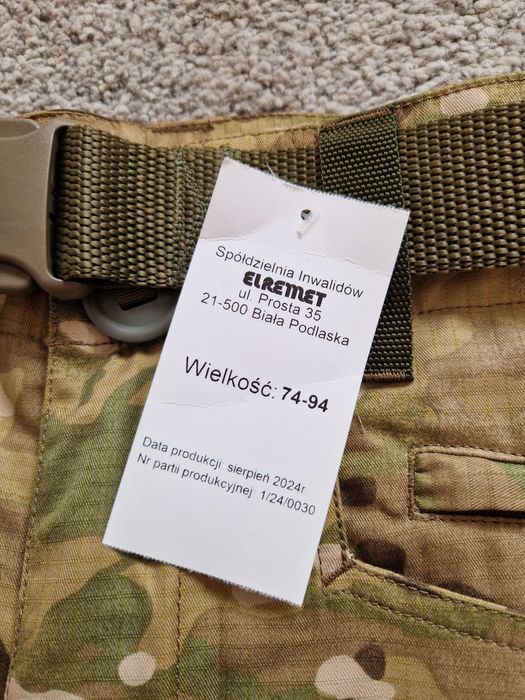 Spółdzielnia Inwalidów
ELREMET
ul. Prosta 35
21-500 Biała Podlaska
Wielkość: 74-94
Data produkcji: sierpień 2024r.
Nr partii produkcyjnej 1/24/0030